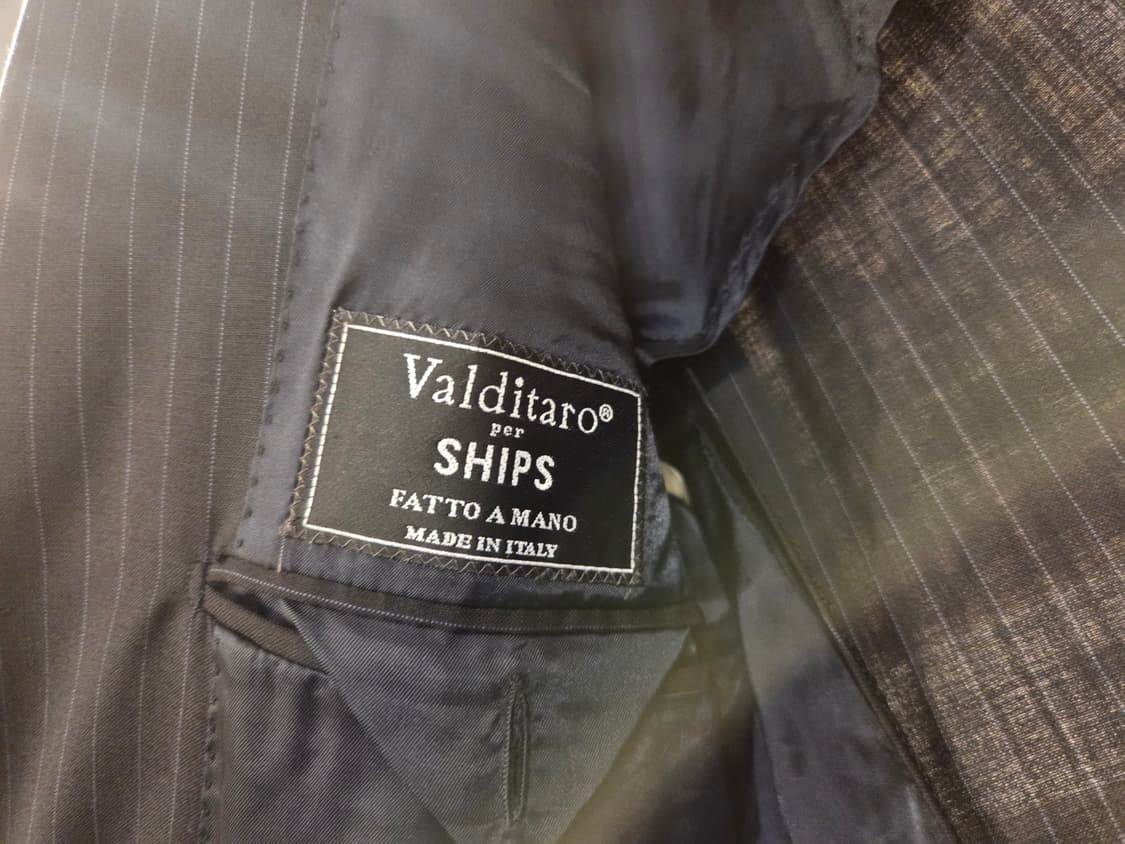 Valditaro®
per
SHIPS
FATTO A MANO
MADE IN ITALY